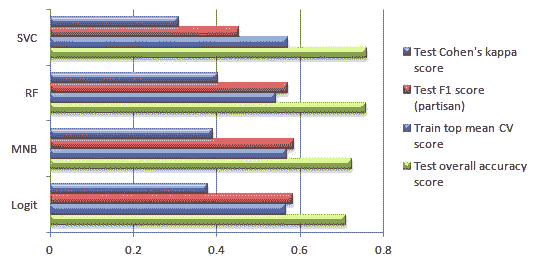 SVC
RF
MNB
Logit
0
0.2
0.4
0.6
0.8
Test Cohen's kappa
score
Test F1 score
(partisan)
Train top mean CV
score
Test overall accuracy
score